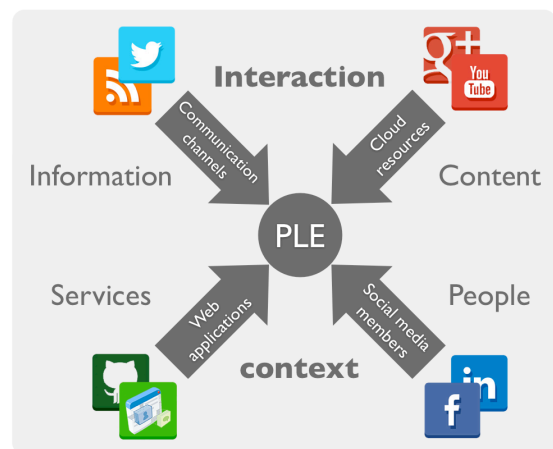 Interaction
g+
You
Tube
Communication
channels
Cloud
resources
Information
Content
PLE
Services
People
Web
applications
Social media
members
context
in
f